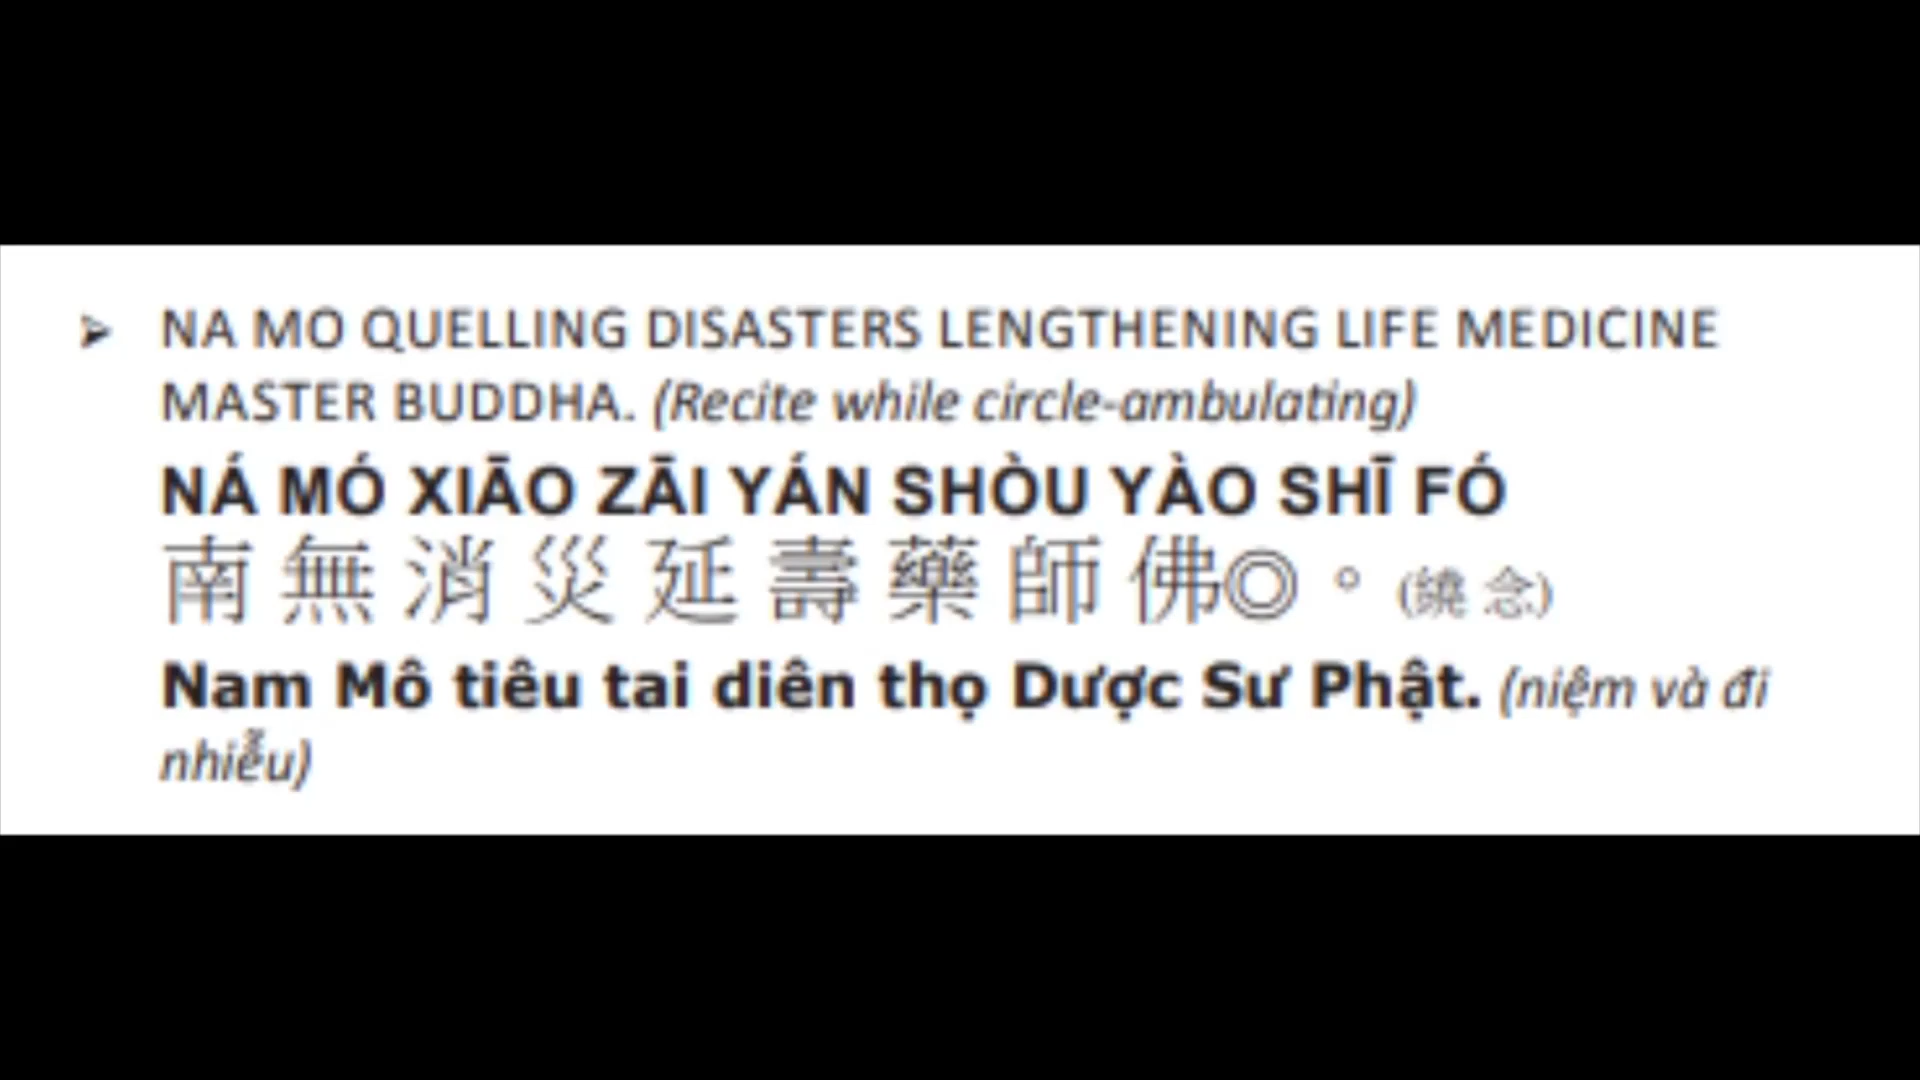 ➢ NA MO QUELLING DISASTERS LENGTHENING LIFE MEDICINE
MASTER BUDDHA. (Recite while circle-ambulating)
NÁ MÓ XIĀO ZĀI YÁN SHÒU YÀO SHĪ FÓ
南 無 消 災 延 壽 藥 師 佛◎。(繞 念)
Nam Mô tiêu tai diên thọ Dược Sư Phật. (niệm và đi
nhiễu)